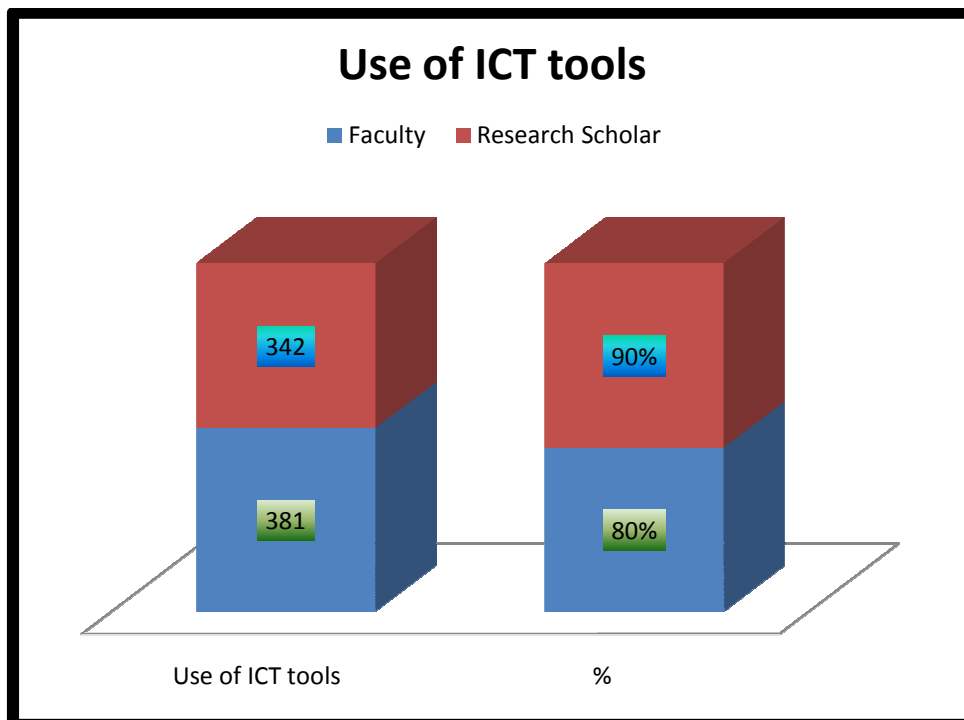 Use of ICT tools
Faculty Research Scholar
342 90%
381 80%
Use of ICT tools %